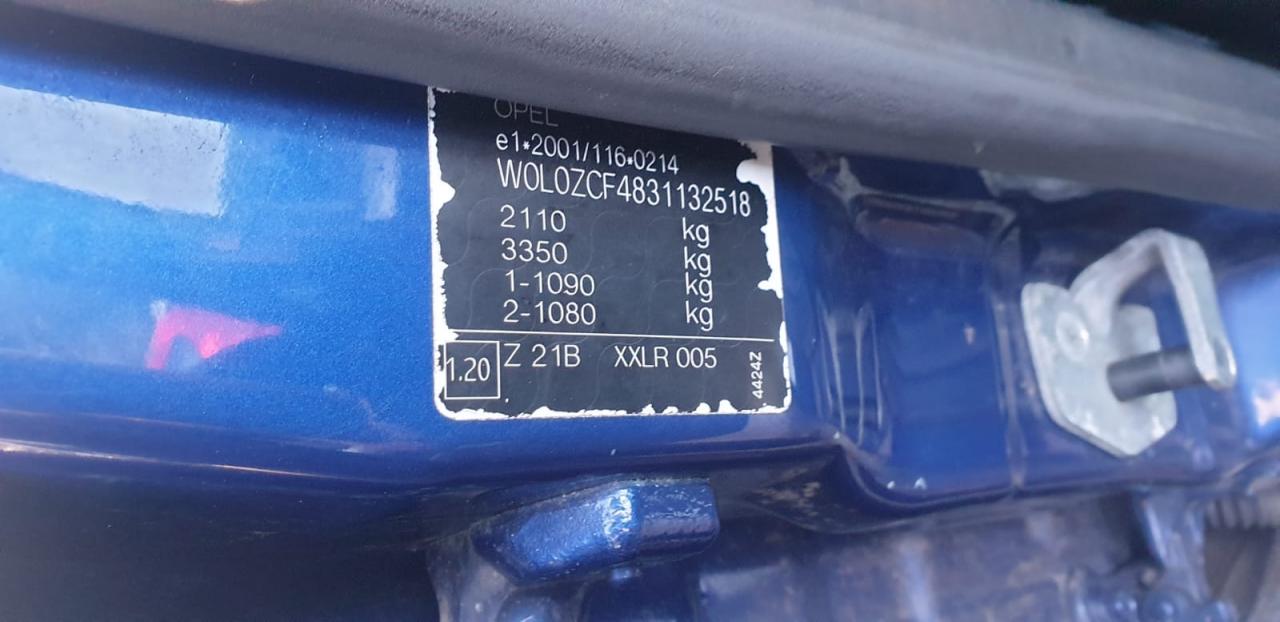 OPEL
e1*2001/116*0214
W0L0ZCF4831132518
2110 kg
3350 kg
1-1090 kg
2-1080 kg
1.20 Z 21B XXLR 005
4424Z